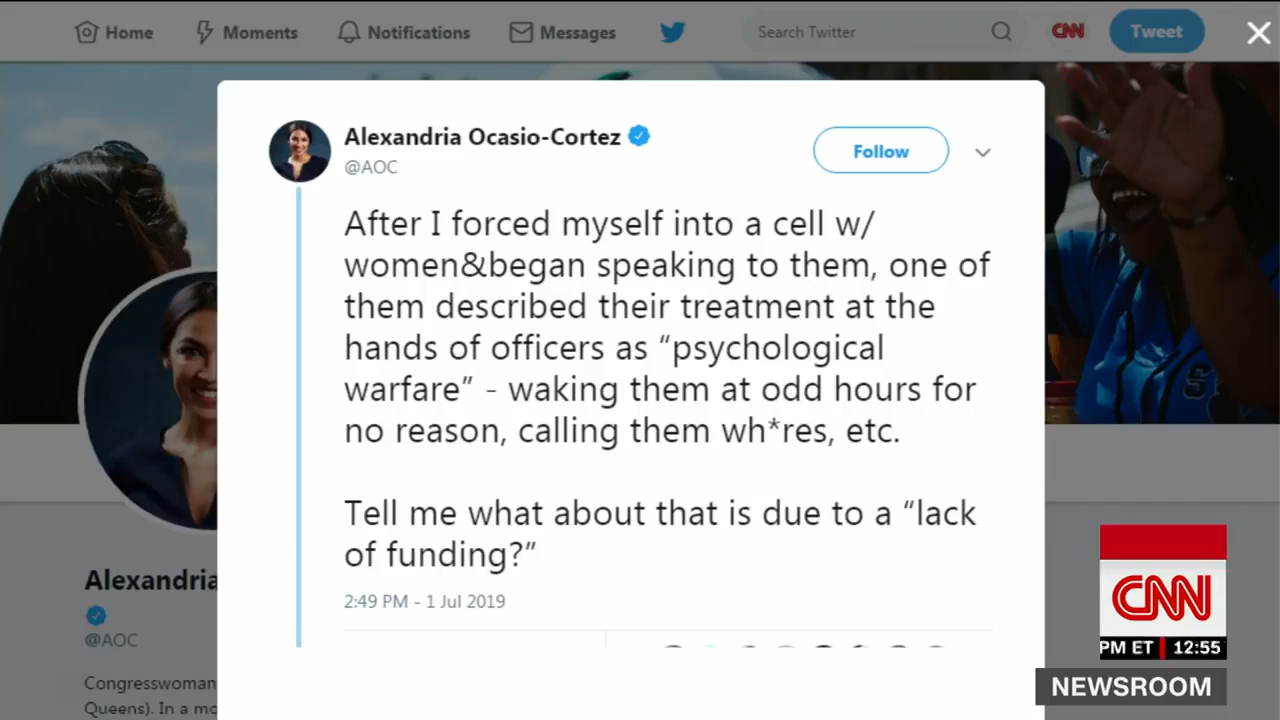 Home Moments Notifications Messages Search Twitter CNN Tweet
Alexandria Ocasio-Cortez
@AOC
Follow
After I forced myself into a cell w/
women&began speaking to them, one of
them described their treatment at the
hands of officers as “psychological
warfare” - waking them at odd hours for
no reason, calling them wh*res, etc.
Tell me what about that is due to a “lack
of funding?”
2:49 PM - 1 Jul 2019
Alexandria
@AOC
Congresswoman
Queens). In a mo
CNN
PM ET 12:55
NEWSROOM